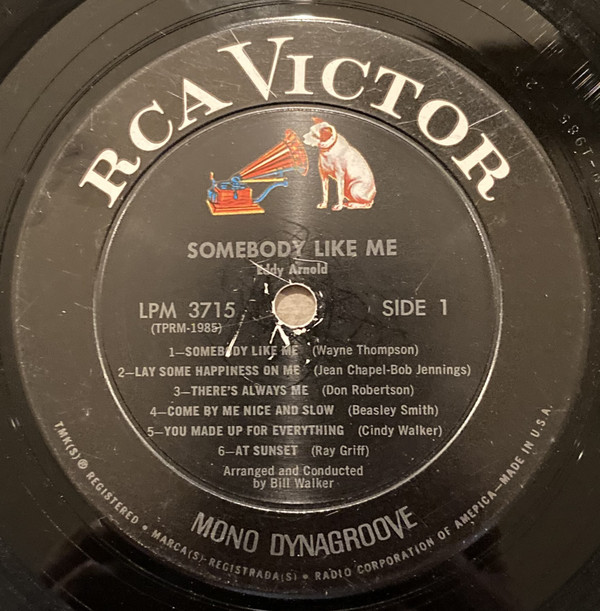 RCA VICTOR
SOMEBODY LIKE ME
Eddy Arnold
LPM 3715
(TPRM-1985)
SIDE 1
1—SOMEBODY LIKE ME (Wayne Thompson)
2—LAY SOME HAPPINESS ON ME (Jean Chapel-Bob Jennings)
3—THERE'S ALWAYS ME (Don Robertson)
4—COME BY ME NICE AND SLOW (Beasley Smith)
5—YOU MADE UP FOR EVERYTHING (Cindy Walker)
6—AT SUNSET (Ray Griff)
Arranged and Conducted
by Bill Walker
MONO DYNAGROOVE
TMK(S) ® REGISTERED • MARCA(S) REGISTRADA(S) • RADIO CORPORATION OF AMERICA—MADE IN U.S.A.